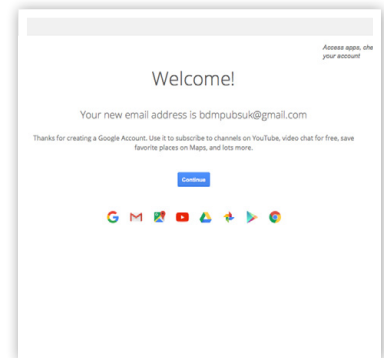 Access apps, che
your account
Welcome!
Your new email address is bdmpubsuk@gmail.com
Thanks for creating a Google Account. Use it to subscribe to channels on YouTube, video chat for free, save
favorite places on Maps, and lots more.
Continue